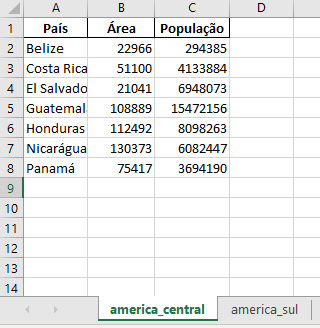 A B C D E
1 País Área População
2 Belize 22966 294385
3 Costa Rica 51100 4133884
4 El Salvado 21041 6948073
5 Guatemal 108889 15472156
6 Honduras 112492 8098263
7 Nicarágua 130373 6082447
8 Panamá 75417 3694190
9
10
11
12
13
14
america_central america_sul